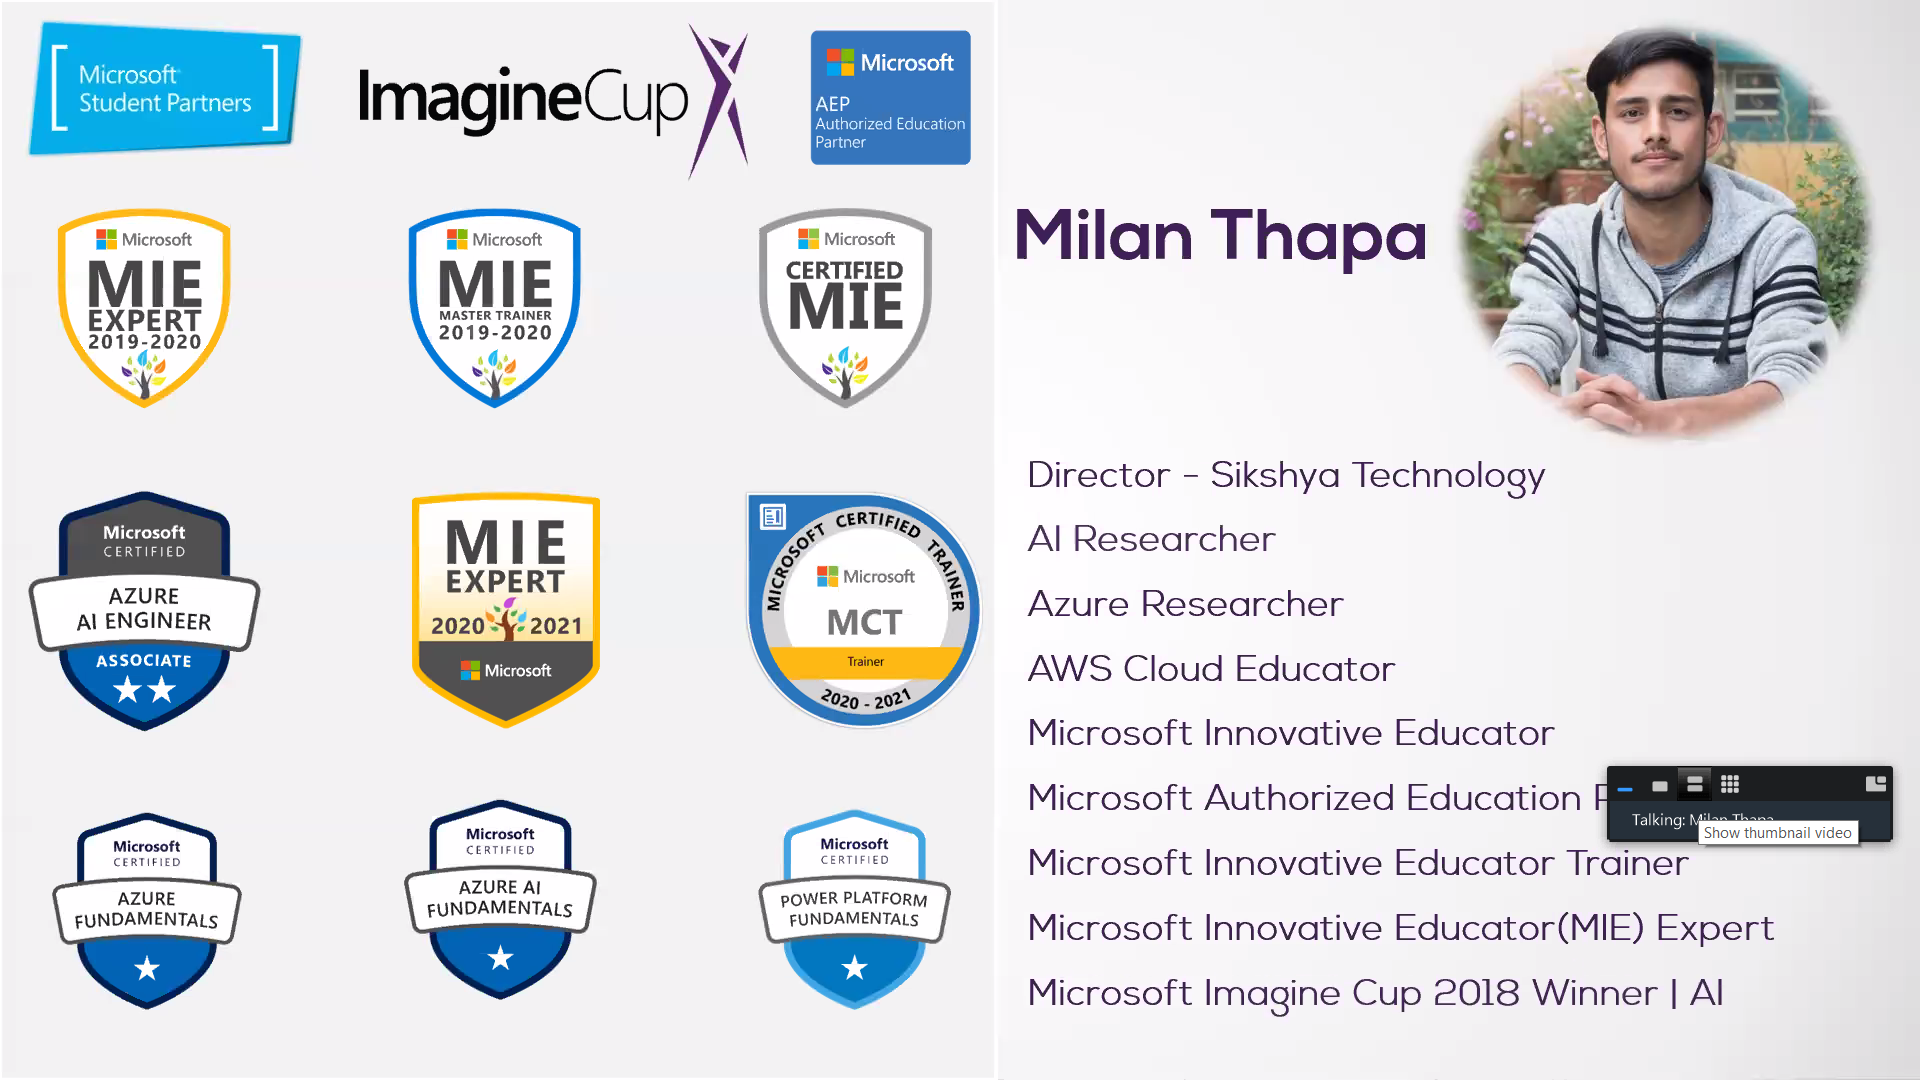 Microsoft
Student Partners
ImagineCup
Microsoft
AEP
Authorized Education
Partner
Microsoft
MIE
EXPERT
2019-2020
Microsoft
MIE
MASTER TRAINER
2019-2020
Microsoft
CERTIFIED
MIE
Microsoft
CERTIFIED
AZURE
AI ENGINEER
ASSOCIATE
MIE
EXPERT
2020 2021
Microsoft
MICROSOFT CERTIFIED TRAINER
Microsoft
MCT
Trainer
2020 - 2021
Microsoft
CERTIFIED
AZURE
FUNDAMENTALS
Microsoft
CERTIFIED
AZURE AI
FUNDAMENTALS
Microsoft
CERTIFIED
POWER PLATFORM
FUNDAMENTALS
Milan Thapa
Director - Sikshya Technology
AI Researcher
Azure Researcher
AWS Cloud Educator
Microsoft Innovative Educator
Microsoft Authorized Education
Talking: Milan Thapa
Show thumbnail video
Microsoft Innovative Educator Trainer
Microsoft Innovative Educator(MIE) Expert
Microsoft Imagine Cup 2018 Winner | AI